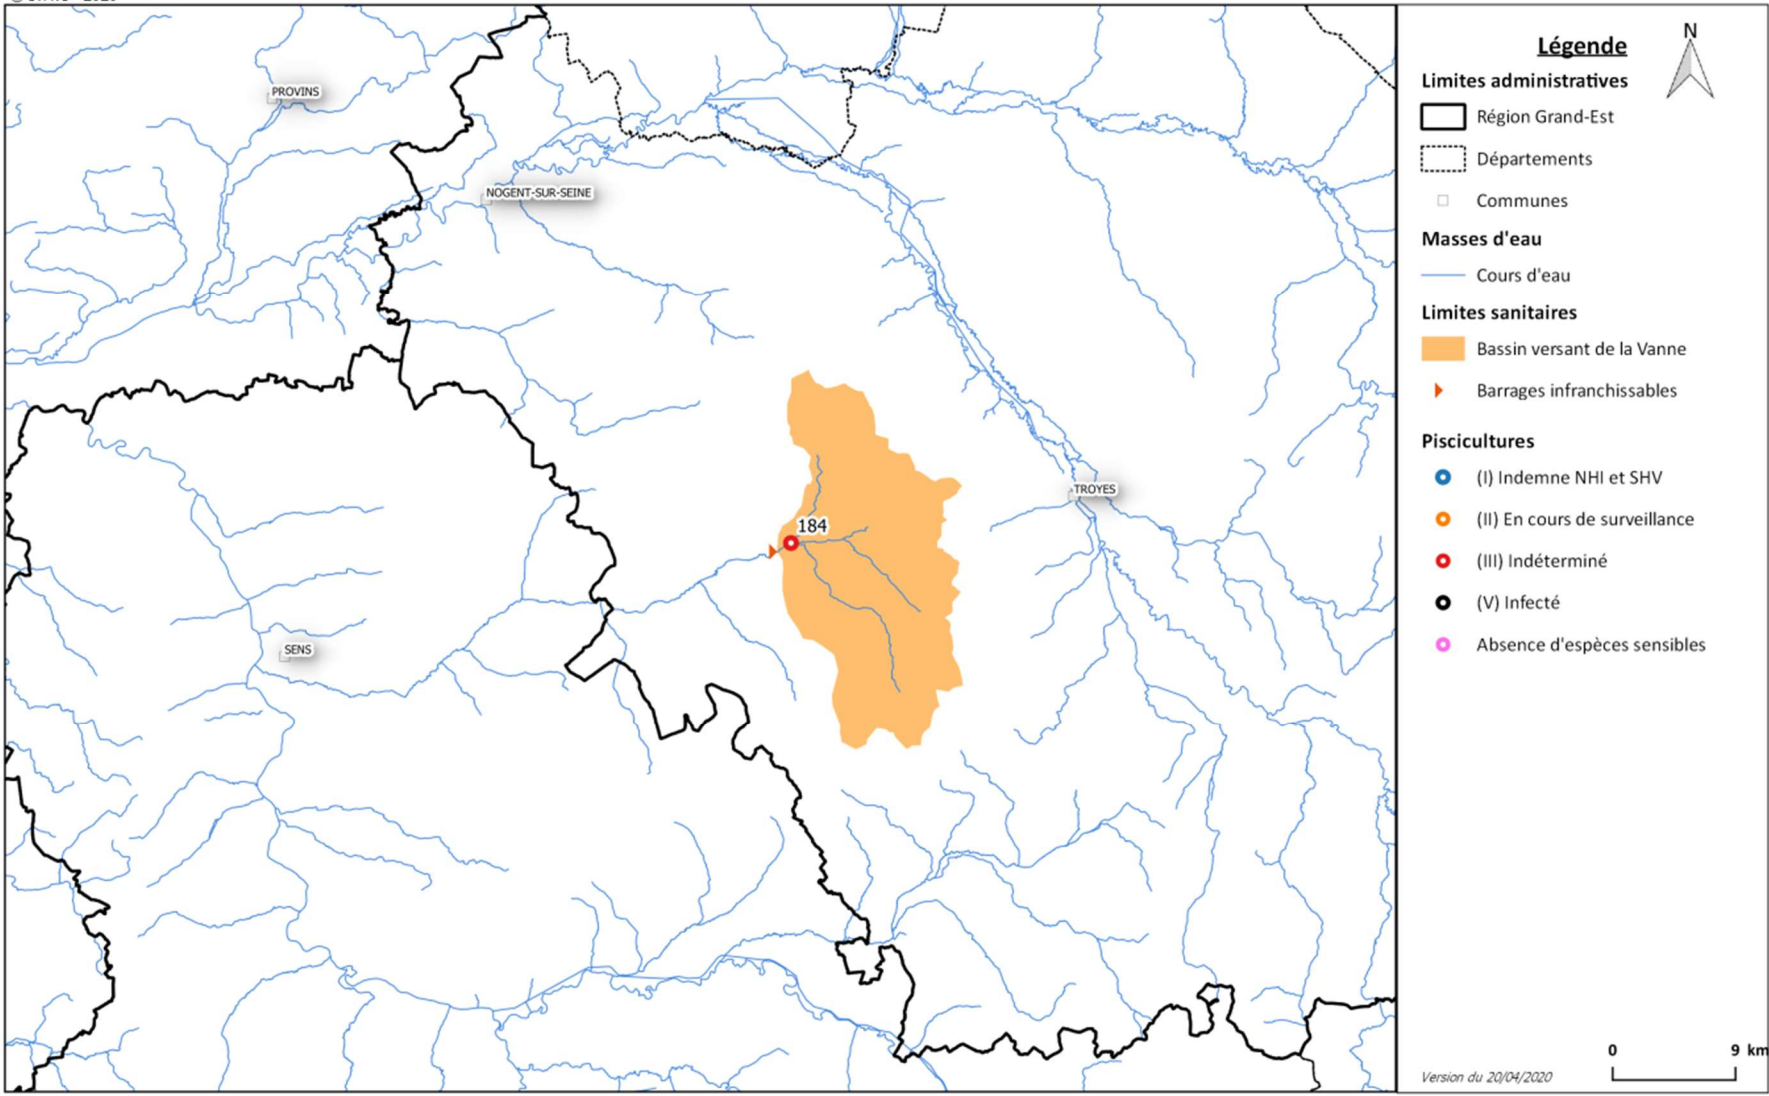 PROVINS
NOGENT-SUR-SEINE
TROYES
184
SENS
N
Légende
Limites administratives
Région Grand-Est
Départements
Communes
Masses d'eau
Cours d'eau
Limites sanitaires
Bassin versant de la Vanne
Barrages infranchissables
Piscicultures
(I) Indemne NHI et SHV
(II) En cours de surveillance
(III) Indéterminé
(V) Infecté
Absence d'espèces sensibles
0 9 km
Version du 20/04/2020